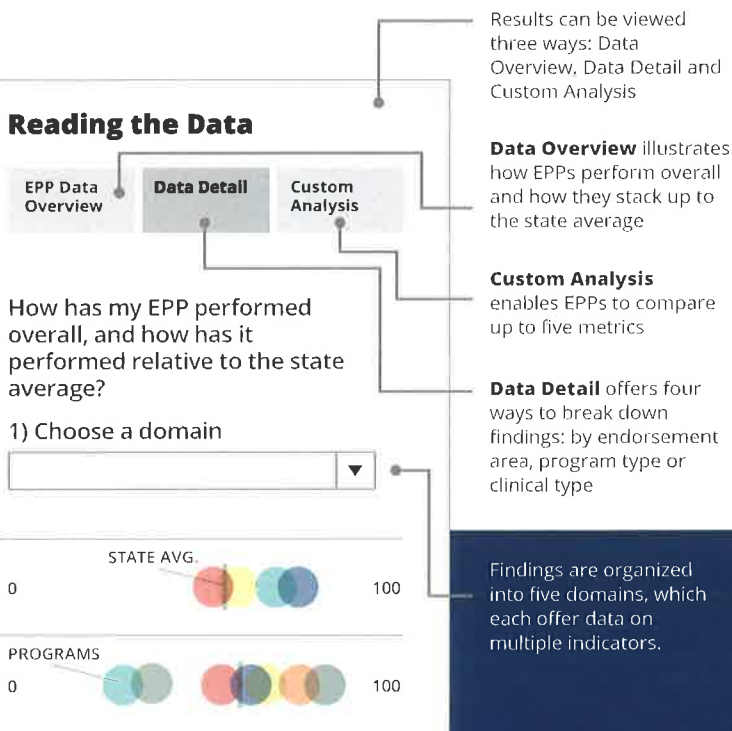 Results can be viewed
three ways: Data
Overview, Data Detail and
Custom Analysis
Reading the Data
EPP Data
Overview
Data Detail
Custom
Analysis
Data Overview illustrates
how EPPs perform overall
and how they stack up to
the state average
Custom Analysis
enables EPPs to compare
up to five metrics
How has my EPP performed
overall, and how has it
performed relative to the state
average?
1) Choose a domain
Data Detail offers four
ways to break down
findings: by endorsement
area, program type or
clinical type
STATE AVG.
0
100
PROGRAMS
0
100
Findings are organized
into five domains, which
each offer data on
multiple indicators.